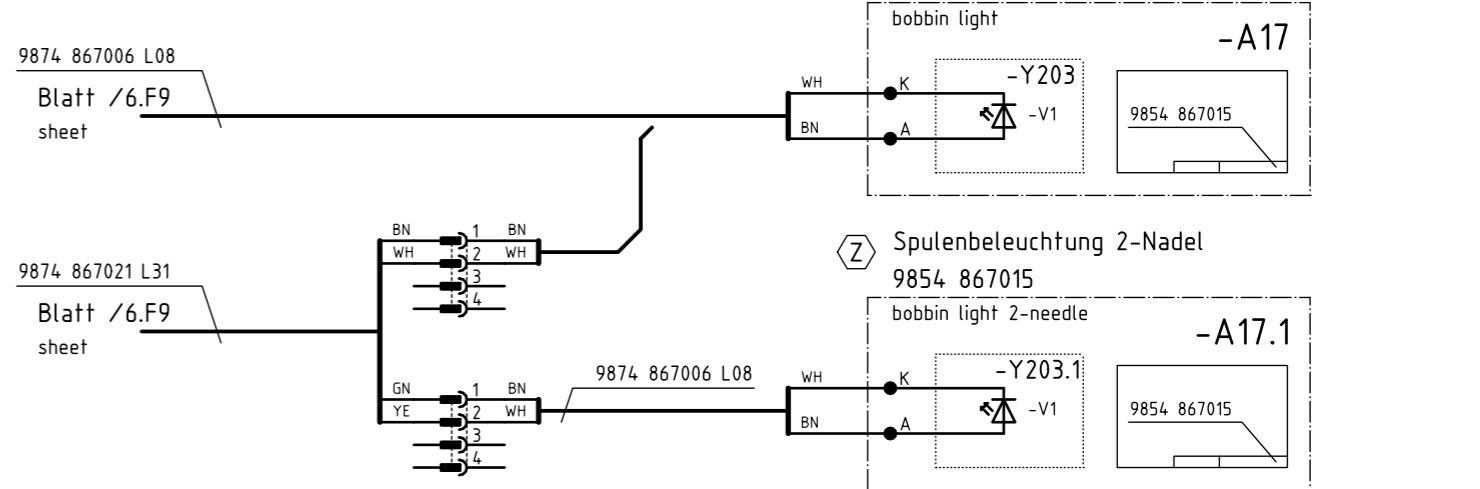 bobbin light
-A17
9874 867006 L08
Blatt /6.F9
sheet
WH
K
-Y203
-V1
9854 867015
BN
A
BN 1 BN
WH 2 WH
3
4
Z Spulenbeleuchtung 2-Nadel
9854 867015
9874 867021 L31
Blatt /6.F9
sheet
bobbin light 2-needle
-A17.1
GN 1 BN
YE 2 WH
3
4
9874 867006 L08
WH
K
-Y203.1
-V1
9854 867015
BN
A